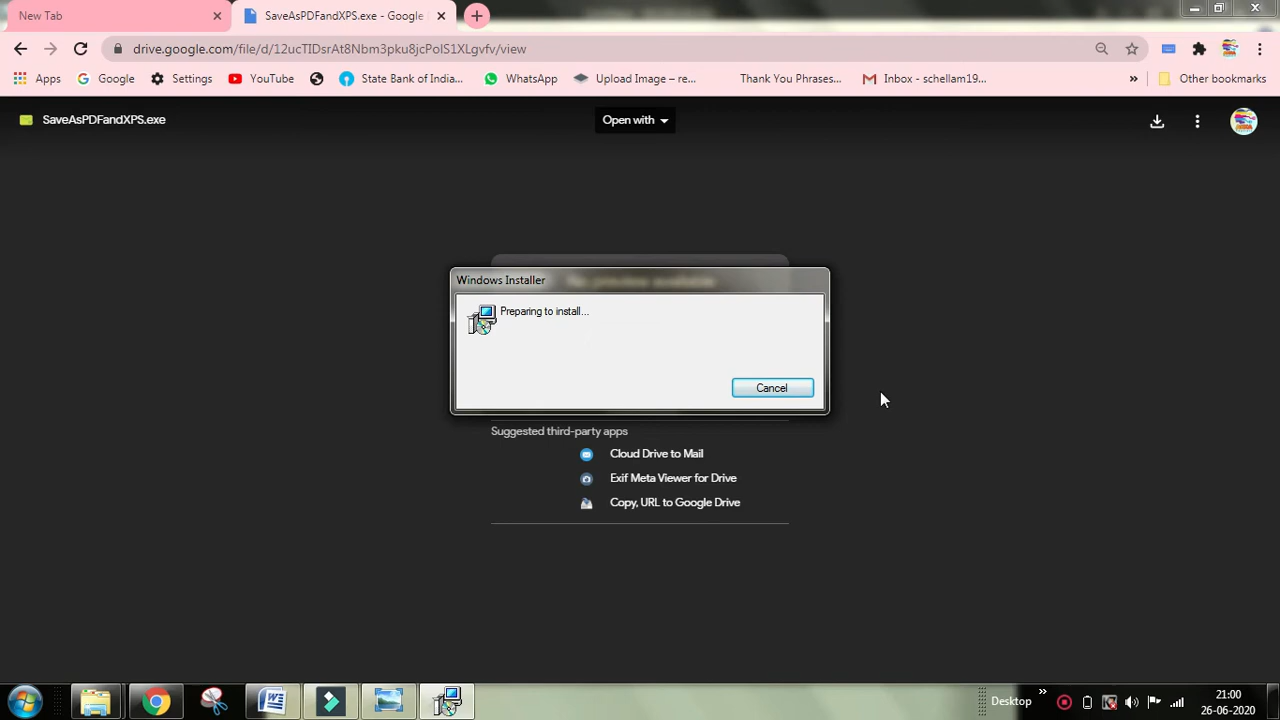 New Tab
SaveAsPDFandXPS.exe - Google
drive.google.com/file/d/12ucTIDsrAt8Nbm3pku8jcPolS1XLgvfv/view
Apps
Google
Settings
YouTube
State Bank of India...
WhatsApp
Upload Image – re...
Thank You Phrases...
Inbox - schellam19...
»
Other bookmarks
SaveAsPDFandXPS.exe
Open with
Windows Installer
No preview available
Preparing to install...
Cancel
Suggested third-party apps
Cloud Drive to Mail
Exif Meta Viewer for Drive
Copy, URL to Google Drive
Desktop
»
21:00
26-06-2020